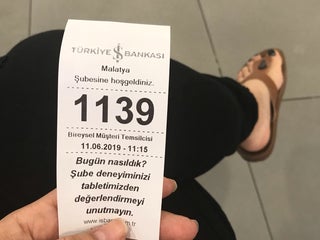 TÜRKİYE İŞ BANKASI
Malatya
Şubesine hoşgeldiniz.
1139
Bireysel Müşteri Temsilcisi
11.06.2019 - 11:15
Bugün nasıldık?
Şube deneyiminizi
tabletimizden
değerlendirmeyi
unutmayın.